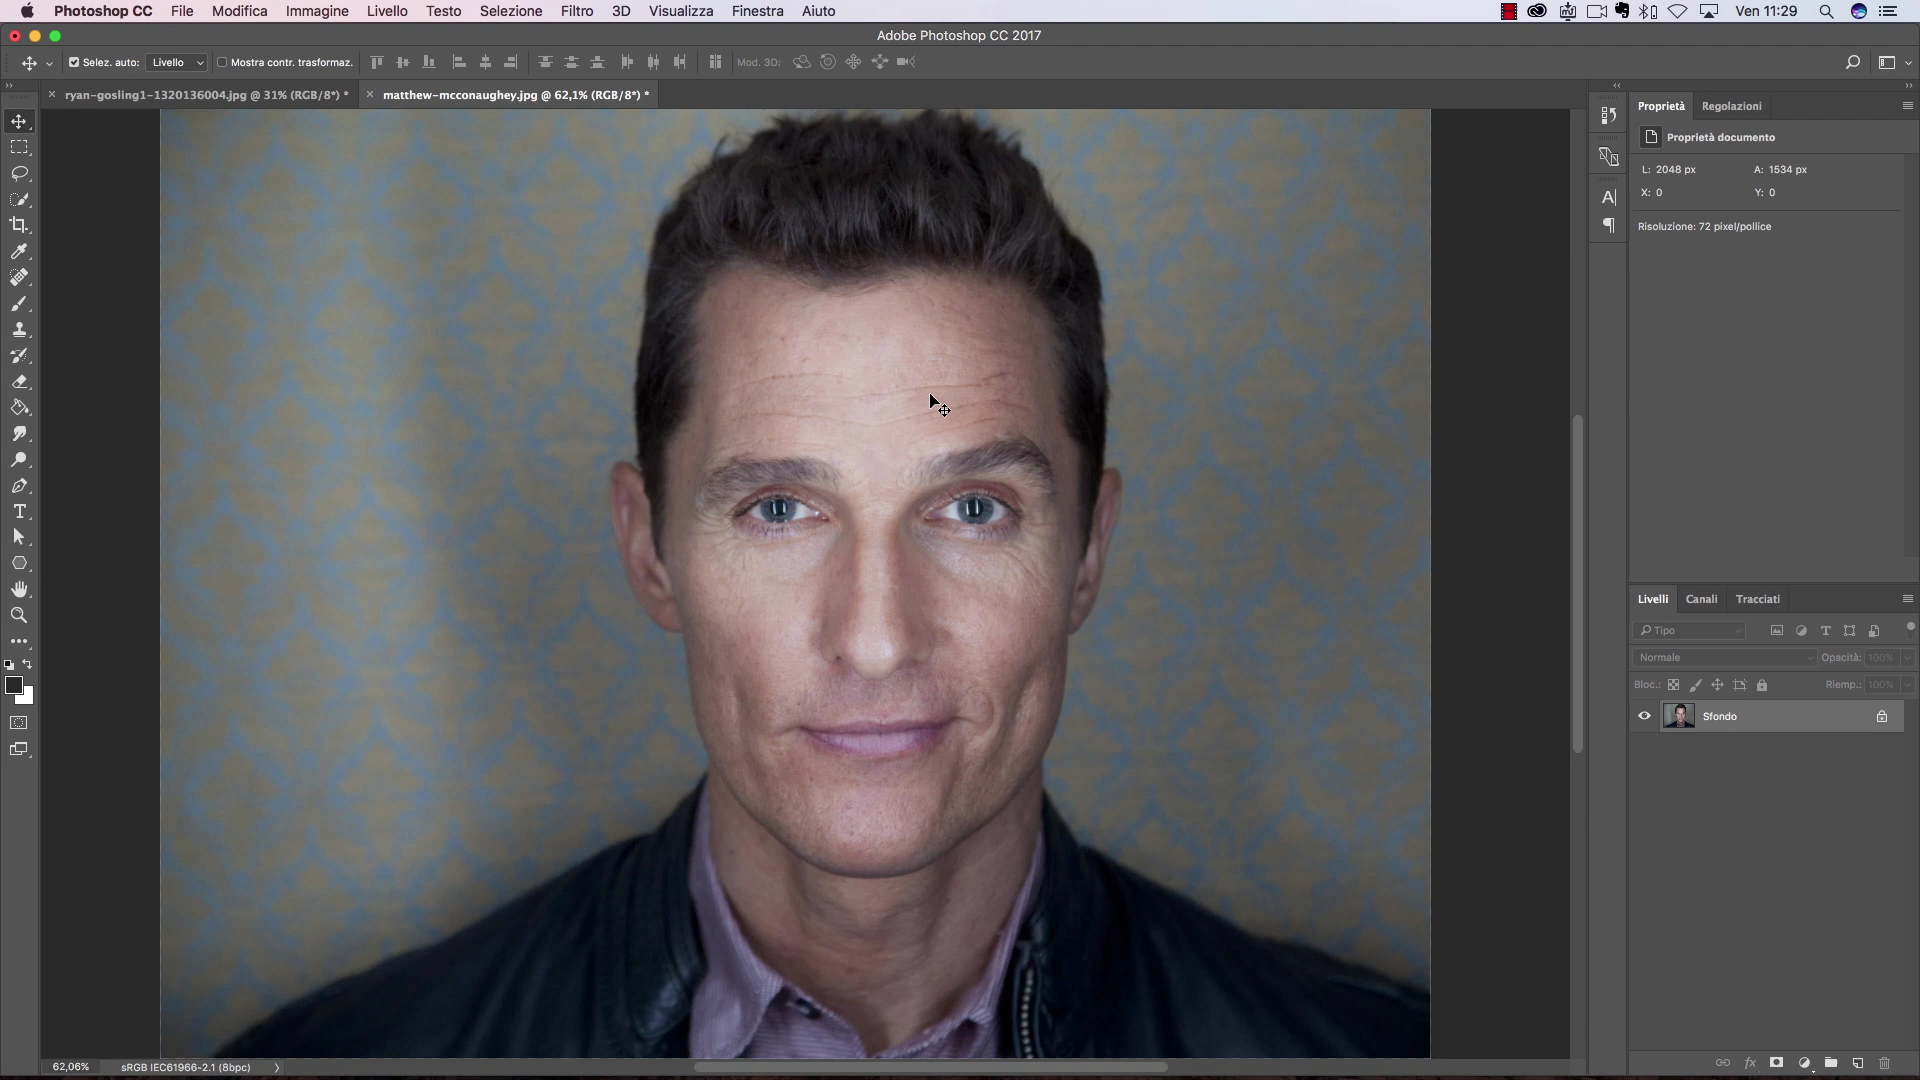 Photoshop CC File Modifica Immagine Livello Testo Selezione Filtro 3D Visualizza Finestra Aiuto Ven 11:29
Adobe Photoshop CC 2017
Selez. auto: Livello Mostra contr. trasformaz. Mod. 3D:
ryan-gosling1-1320136004.jpg @ 31% (RGB/8*) * matthew-mcconaughey.jpg @ 62,1% (RGB/8*) *
Proprietà Regolazioni
Proprietà documento
L: 2048 px A: 1534 px
X: 0 Y: 0
Risoluzione: 72 pixel/pollice
Livelli Canali Tracciati
Tipo
Normale Opacità: 100%
Bloc.: Riemp.: 100%
Sfondo
62,06% sRGB IEC61966-2.1 (8bpc)